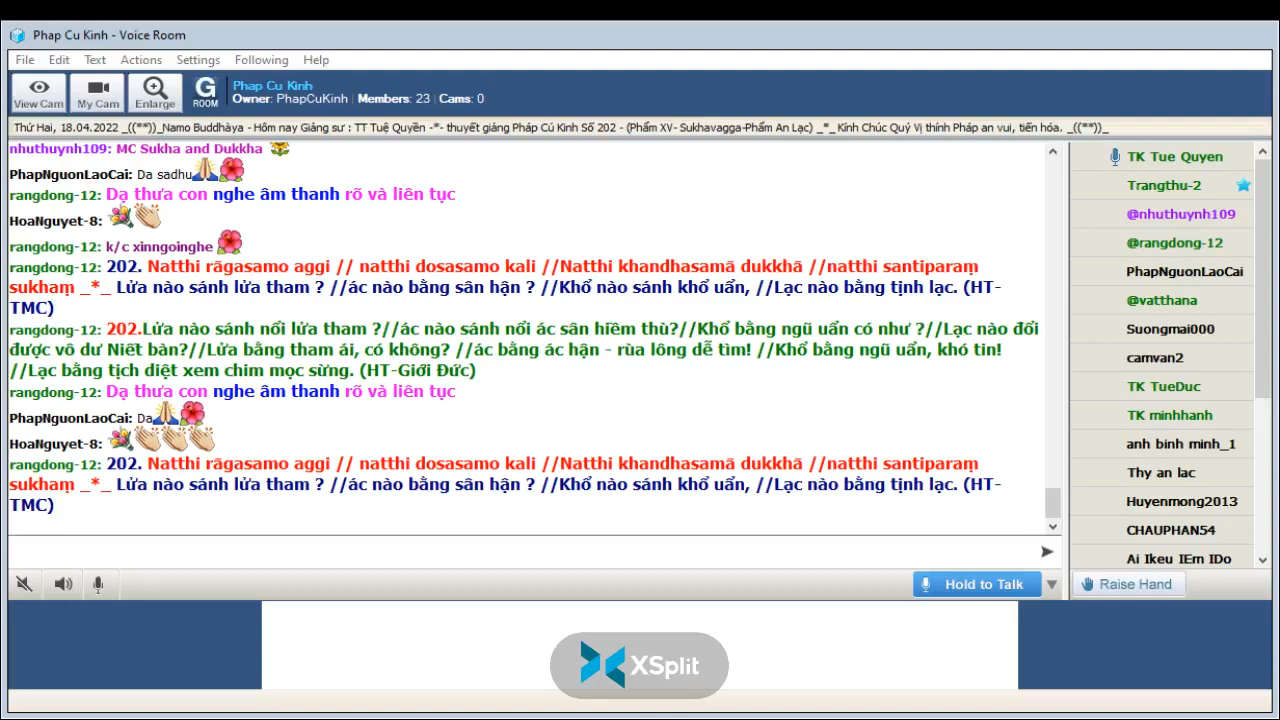 Phap Cu Kinh - Voice Room
File Edit Text Actions Settings Following Help
View Cam My Cam Enlarge G ROOM
Phap Cu Kinh
Owner: PhapCuKinh | Members: 23 | Cams: 0
Thứ Hai, 18.04.2022 _((**))_Namo Buddhàya - Hôm nay Giảng sư : TT Tuệ Quyền -*- thuyết giảng Pháp Cú Kinh Số 202 - (Phẩm XV- Sukhavagga-Phẩm An Lạc) _*_ Kính Chúc Quý Vị thính Pháp an vui, tiến hóa. _((**))_
nhuthuynh109: MC Sukha and Dukkha
PhapNguonLaoCai: Da sadhu
rangdong-12: Dạ thưa con nghe âm thanh rõ và liên tục
HoaNguyet-8:
rangdong-12: k/c xinngoinghe
rangdong-12: 202. Natthi rāgasamo aggi // natthi dosasamo kali //Natthi khandhasamā dukkhā //natthi santiparaṃ
sukhaṃ _*_ Lửa nào sánh lửa tham ? //ác nào bằng sân hận ? //Khổ nào sánh khổ uẩn, //Lạc nào bằng tịnh lạc. (HT-
TMC)
rangdong-12: 202.Lửa nào sánh nổi lửa tham ?//ác nào sánh nổi ác sân hiềm thù?//Khổ bằng ngũ uẩn có như ?//Lạc nào đổi
được vô dư Niết bàn?//Lửa bằng tham ái, có không? //ác bằng ác hận - rùa lông dễ tìm! //Khổ bằng ngũ uẩn, khó tin!
//Lạc bằng tịch diệt xem chim mọc sừng. (HT-Giới Đức)
rangdong-12: Dạ thưa con nghe âm thanh rõ và liên tục
PhapNguonLaoCai: Da
HoaNguyet-8:
rangdong-12: 202. Natthi rāgasamo aggi // natthi dosasamo kali //Natthi khandhasamā dukkhā //natthi santiparaṃ
sukhaṃ _*_ Lửa nào sánh lửa tham ? //ác nào bằng sân hận ? //Khổ nào sánh khổ uẩn, //Lạc nào bằng tịnh lạc. (HT-
TMC)
TK Tue Quyen
Trangthu-2
@nhuthuynh109
@rangdong-12
PhapNguonLaoCai
@vatthana
Suongmai000
camvan2
TK TueDuc
TK minhhanh
anh binh minh_1
Thy an lac
Huyenmong2013
CHAUPHAN54
Ai Ikeu IEm IDo
Hold to Talk
Raise Hand
XSplit